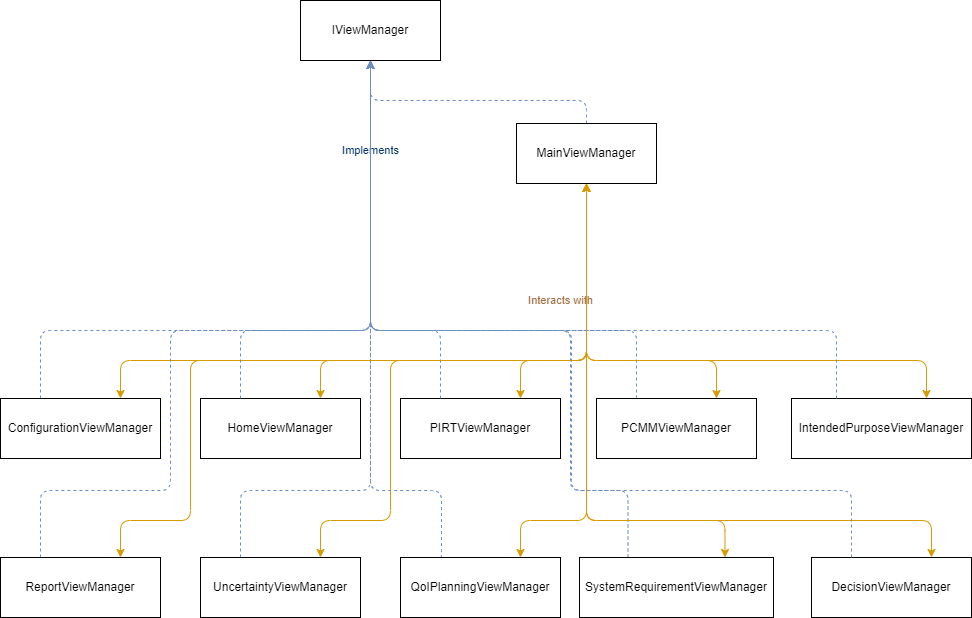 IViewManager
Implements
MainViewManager
Interacts with
ConfigurationViewManager
HomeViewManager
PIRTViewManager
PCMMViewManager
IntendedPurposeViewManager
ReportViewManager
UncertaintyViewManager
QoIPlanningViewManager
SystemRequirementViewManager
DecisionViewManager